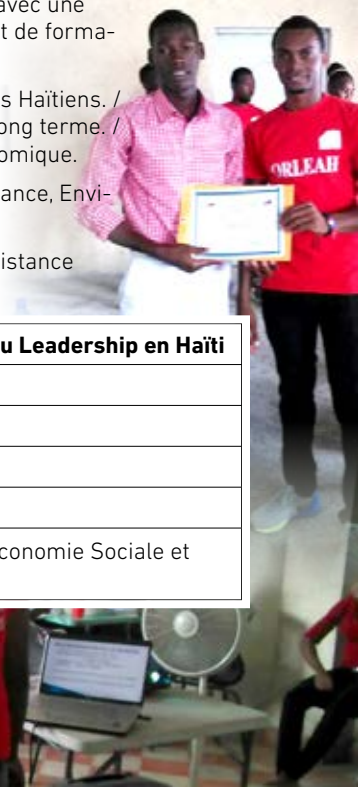 avec une
t de forma-
s Haïtiens. /
ong terme. /
omique.
ance, Envi-
istance
u Leadership en Haïti
conomie Sociale et
ORLEAH